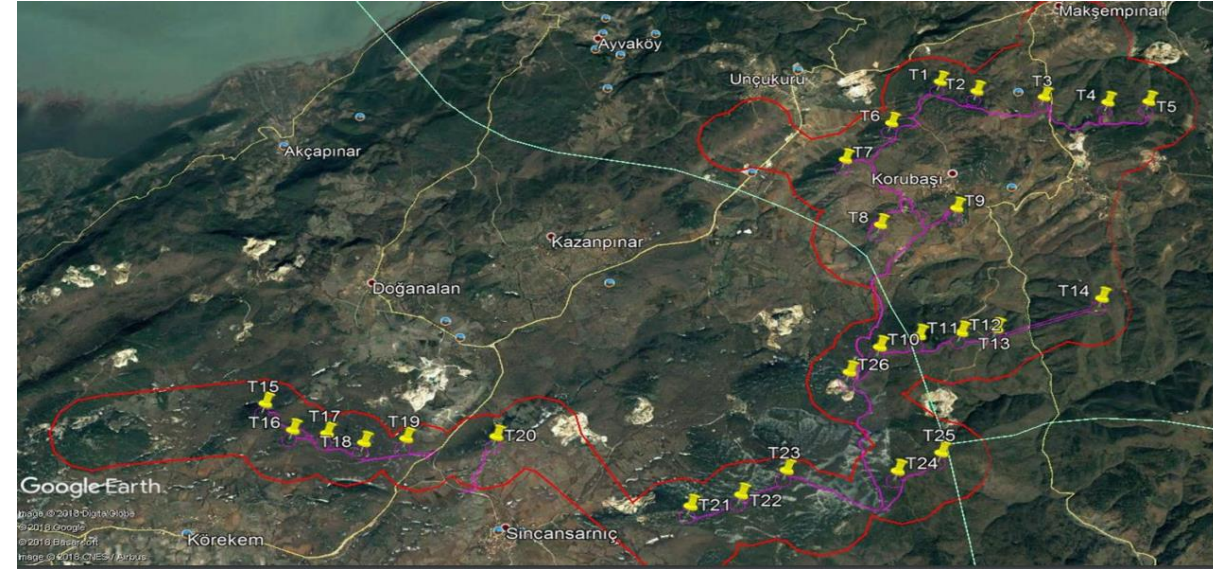 Makşempınarı
Ayvaköy
Unçukuru
T1
T2
T3
T4
T5
T6
Akçapınar
T7
Korubaşı
T8
T9
Kazanpınar
Doğanalan
T14
T10
T11
T12
T13
T26
T15
T16
T17
T18
T19
T20
T25
T23
T24
T21
T22
Google Earth
Image © 2018 DigitalGlobe
© 2018 Google
© 2018 Basarsoft
Image © 2018 CNES / Airbus
Körekem
Sincansarnıç